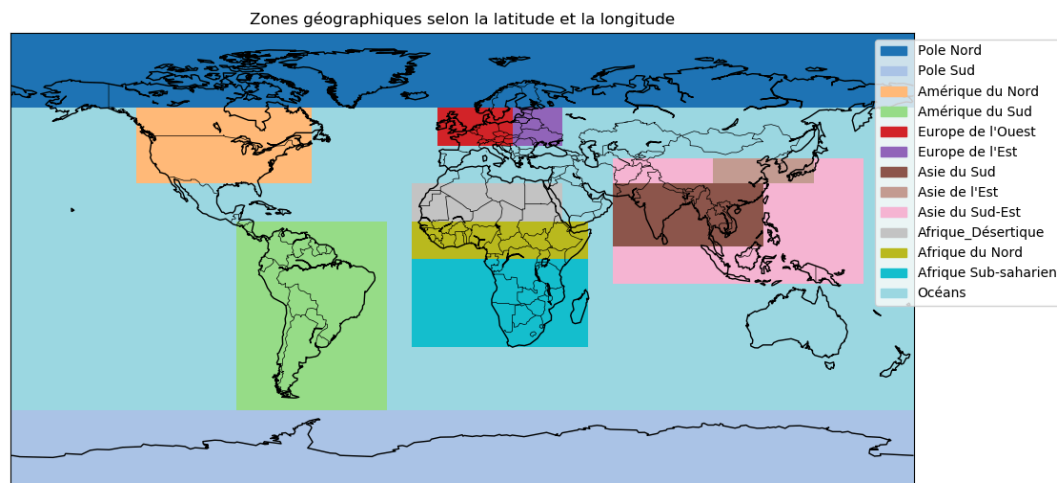 Zones géographiques selon la latitude et la longitude
Pole Nord
Pole Sud
Amérique du Nord
Amérique du Sud
Europe de l'Ouest
Europe de l'Est
Asie du Sud
Asie de l'Est
Asie du Sud-Est
Afrique_Désertique
Afrique du Nord
Afrique Sub-saharien
Océans